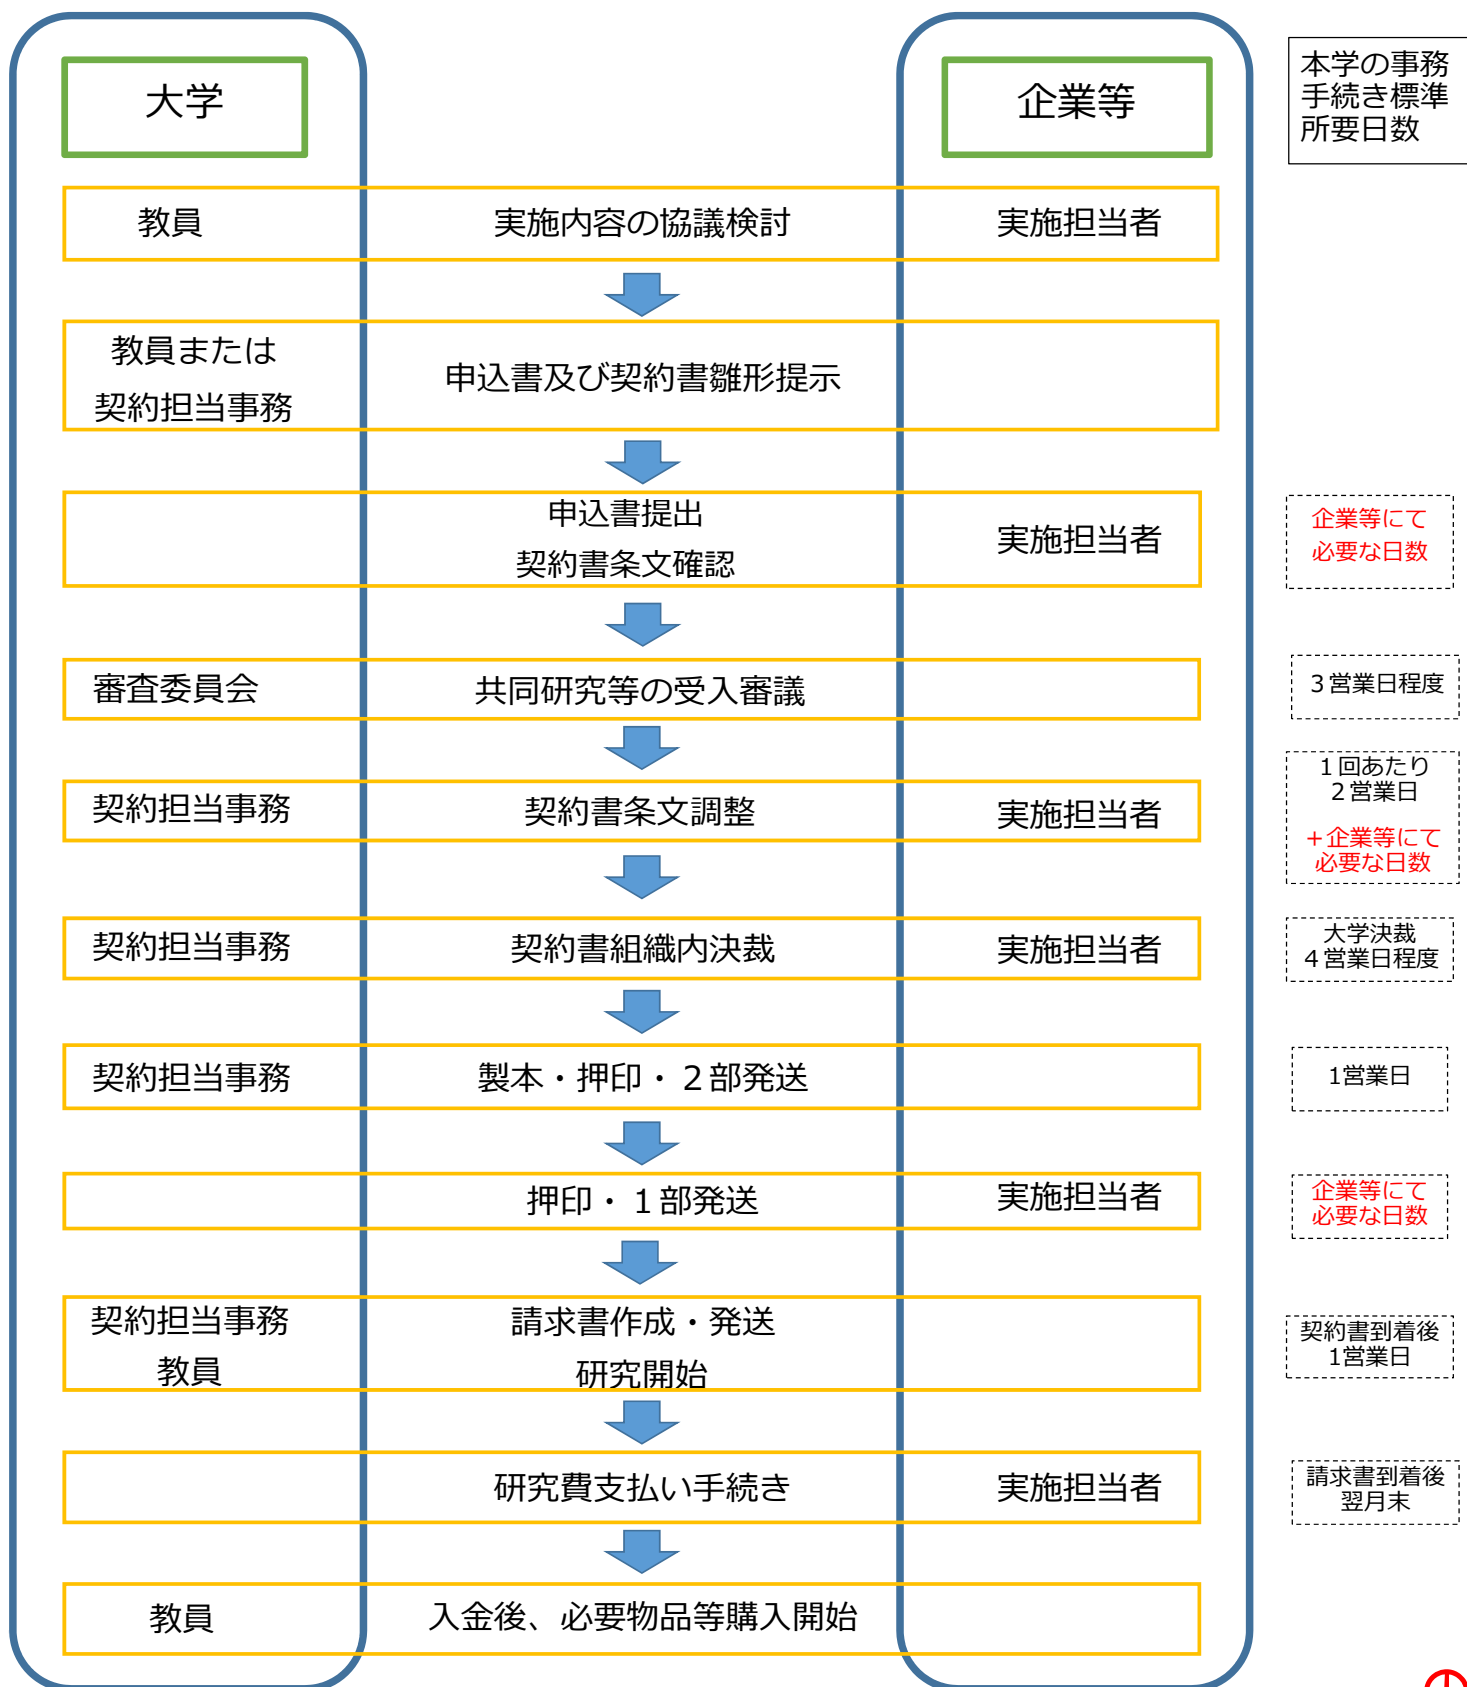 大学
企業等
本学の事務
手続き標準
所要日数
教員
実施内容の協議検討
実施担当者
教員または
契約担当事務
申込書及び契約書雛形提示
申込書提出
契約書条文確認
実施担当者
企業等にて
必要な日数
審査委員会
共同研究等の受入審議
３営業日程度
契約担当事務
契約書条文調整
実施担当者
１回あたり
２営業日
＋企業等にて
必要な日数
契約担当事務
契約書組織内決裁
実施担当者
大学決裁
４営業日程度
契約担当事務
製本・押印・２部発送
1営業日
押印・１部発送
実施担当者
企業等にて
必要な日数
契約担当事務
教員
請求書作成・発送
研究開始
契約書到着後
1営業日
研究費支払い手続き
実施担当者
請求書到着後
翌月末
教員
入金後、必要物品等購入開始